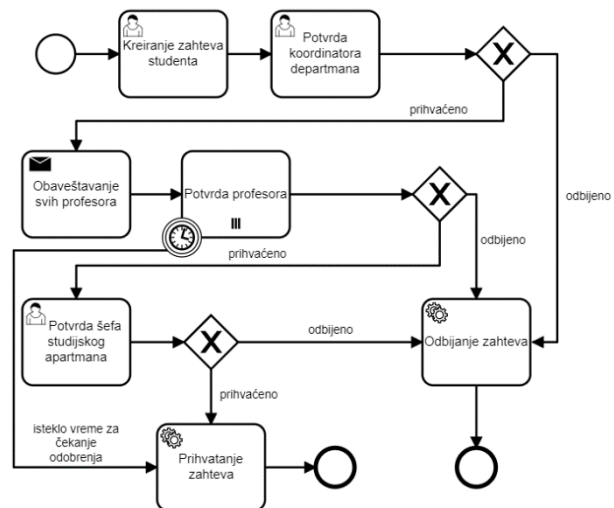 Kreiranje zahteva
studenta
Potvrda
koordinatora
departmana
prihvaćeno
odbijeno
Obaveštavanje
svih profesora
Potvrda profesora
prihvaćeno
odbijeno
Potvrda šefa
studijskog
apartmana
odbijeno
Odbijanje zahteva
prihvaćeno
isteklo vreme za
čekanje
odobrenja
Prihvatanje
zahteva